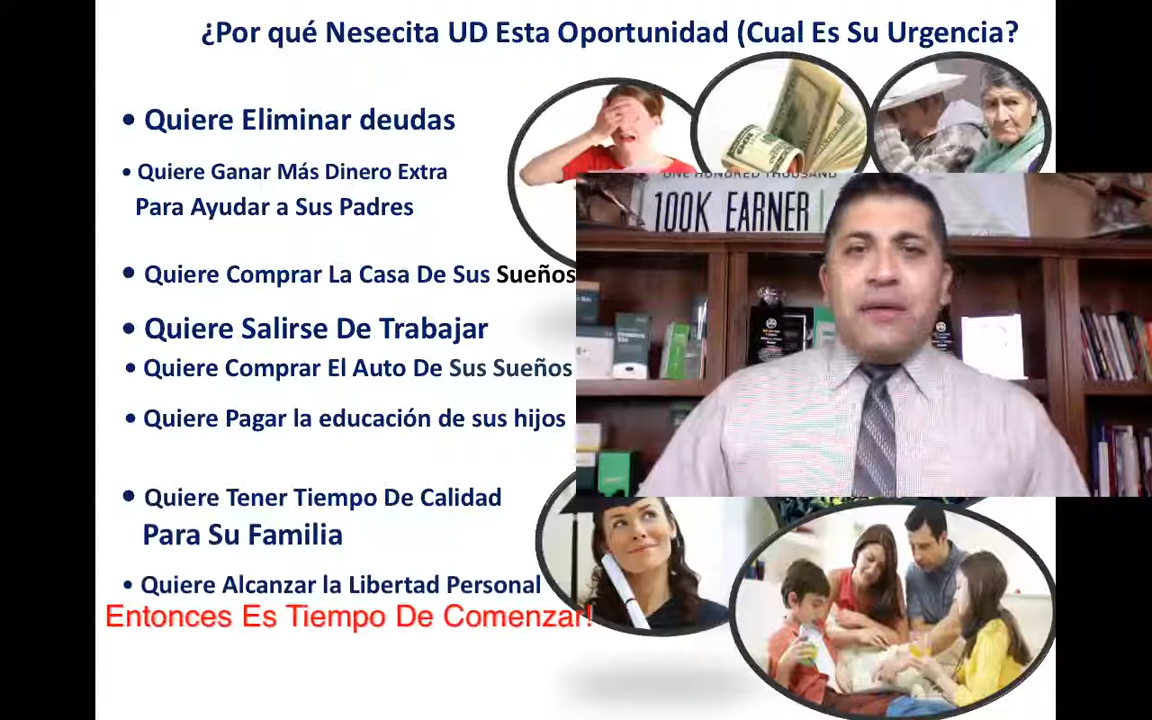 ¿Por qué Nesecita UD Esta Oportunidad (Cual Es Su Urgencia?
• Quiere Eliminar deudas
• Quiere Ganar Más Dinero Extra
Para Ayudar a Sus Padres
• Quiere Comprar La Casa De Sus Sueños
• Quiere Salirse De Trabajar
• Quiere Comprar El Auto De Sus Sueños
• Quiere Pagar la educación de sus hijos
• Quiere Tener Tiempo De Calidad
Para Su Familia
• Quiere Alcanzar la Libertad Personal
Entonces Es Tiempo De Comenzar!
ONE HUNDRED THOUSAND
100K EARNER